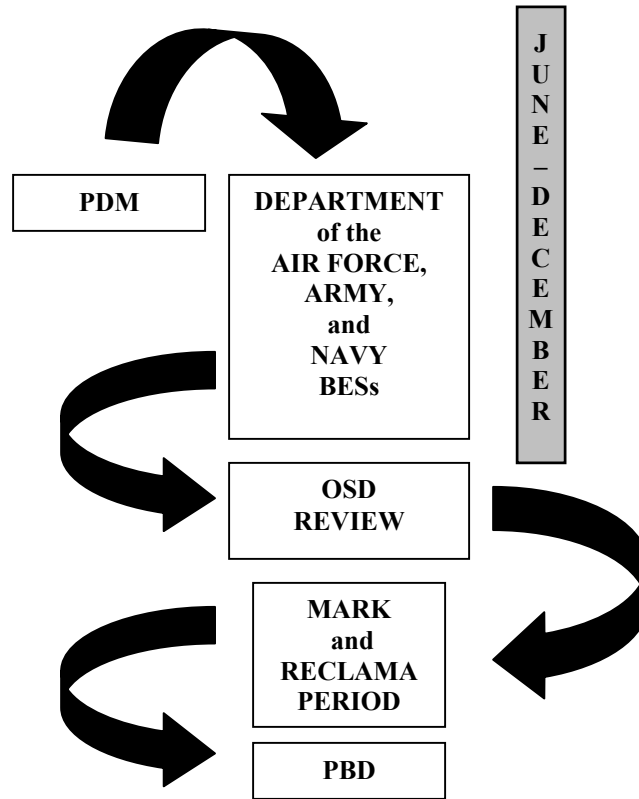 PDM
DEPARTMENT
of the
AIR FORCE,
ARMY,
and
NAVY
BESs
OSD
REVIEW
MARK
and
RECLAMA
PERIOD
PBD
J
U
N
E
–
D
E
C
E
M
B
E
R